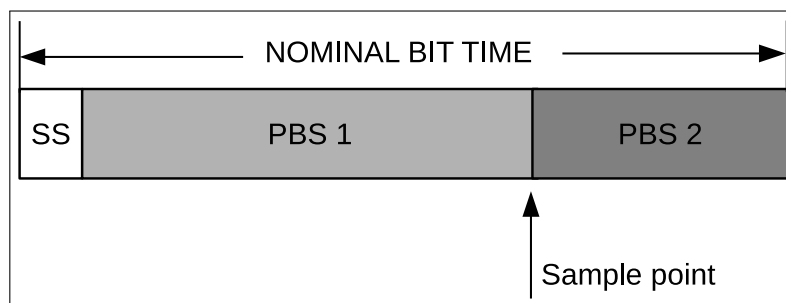 NOMINAL BIT TIME
SS
PBS 1
PBS 2
Sample point